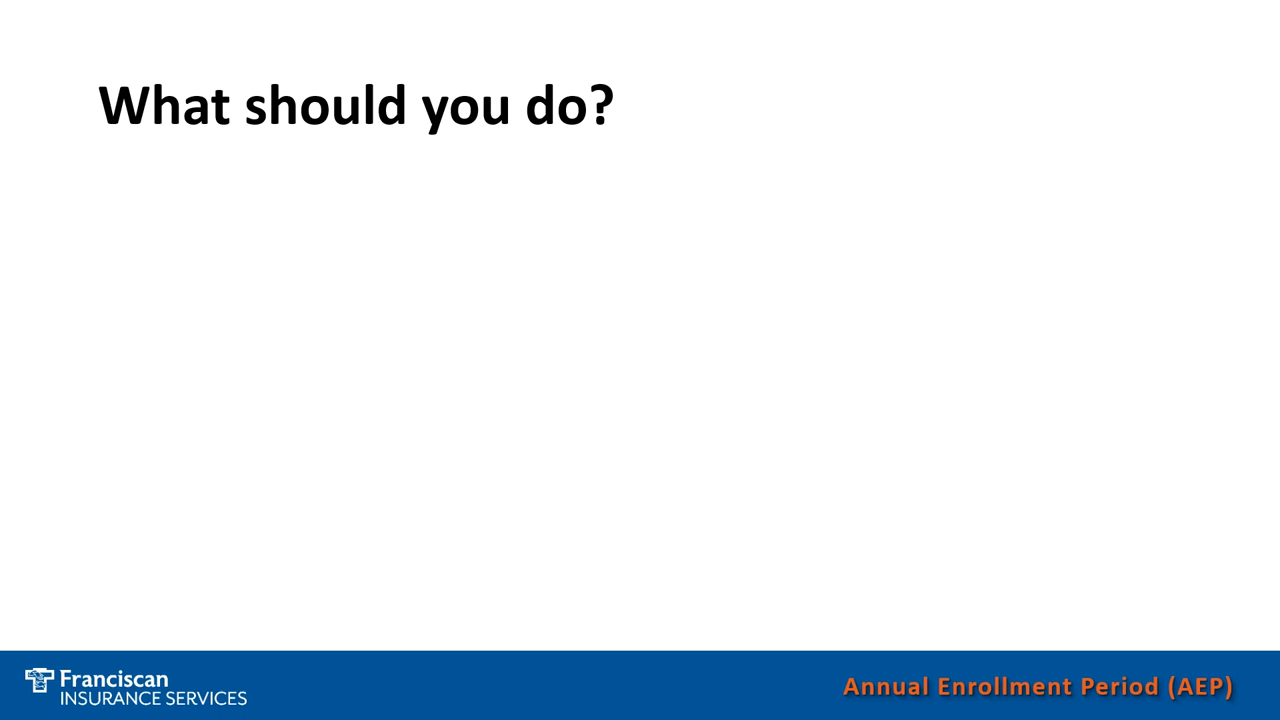 What should you do?
Franciscan
INSURANCE SERVICES
Annual Enrollment Period (AEP)